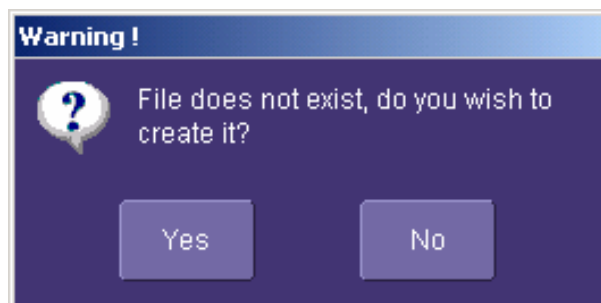 Warning !
?
File does not exist, do you wish to
create it?
Yes
No